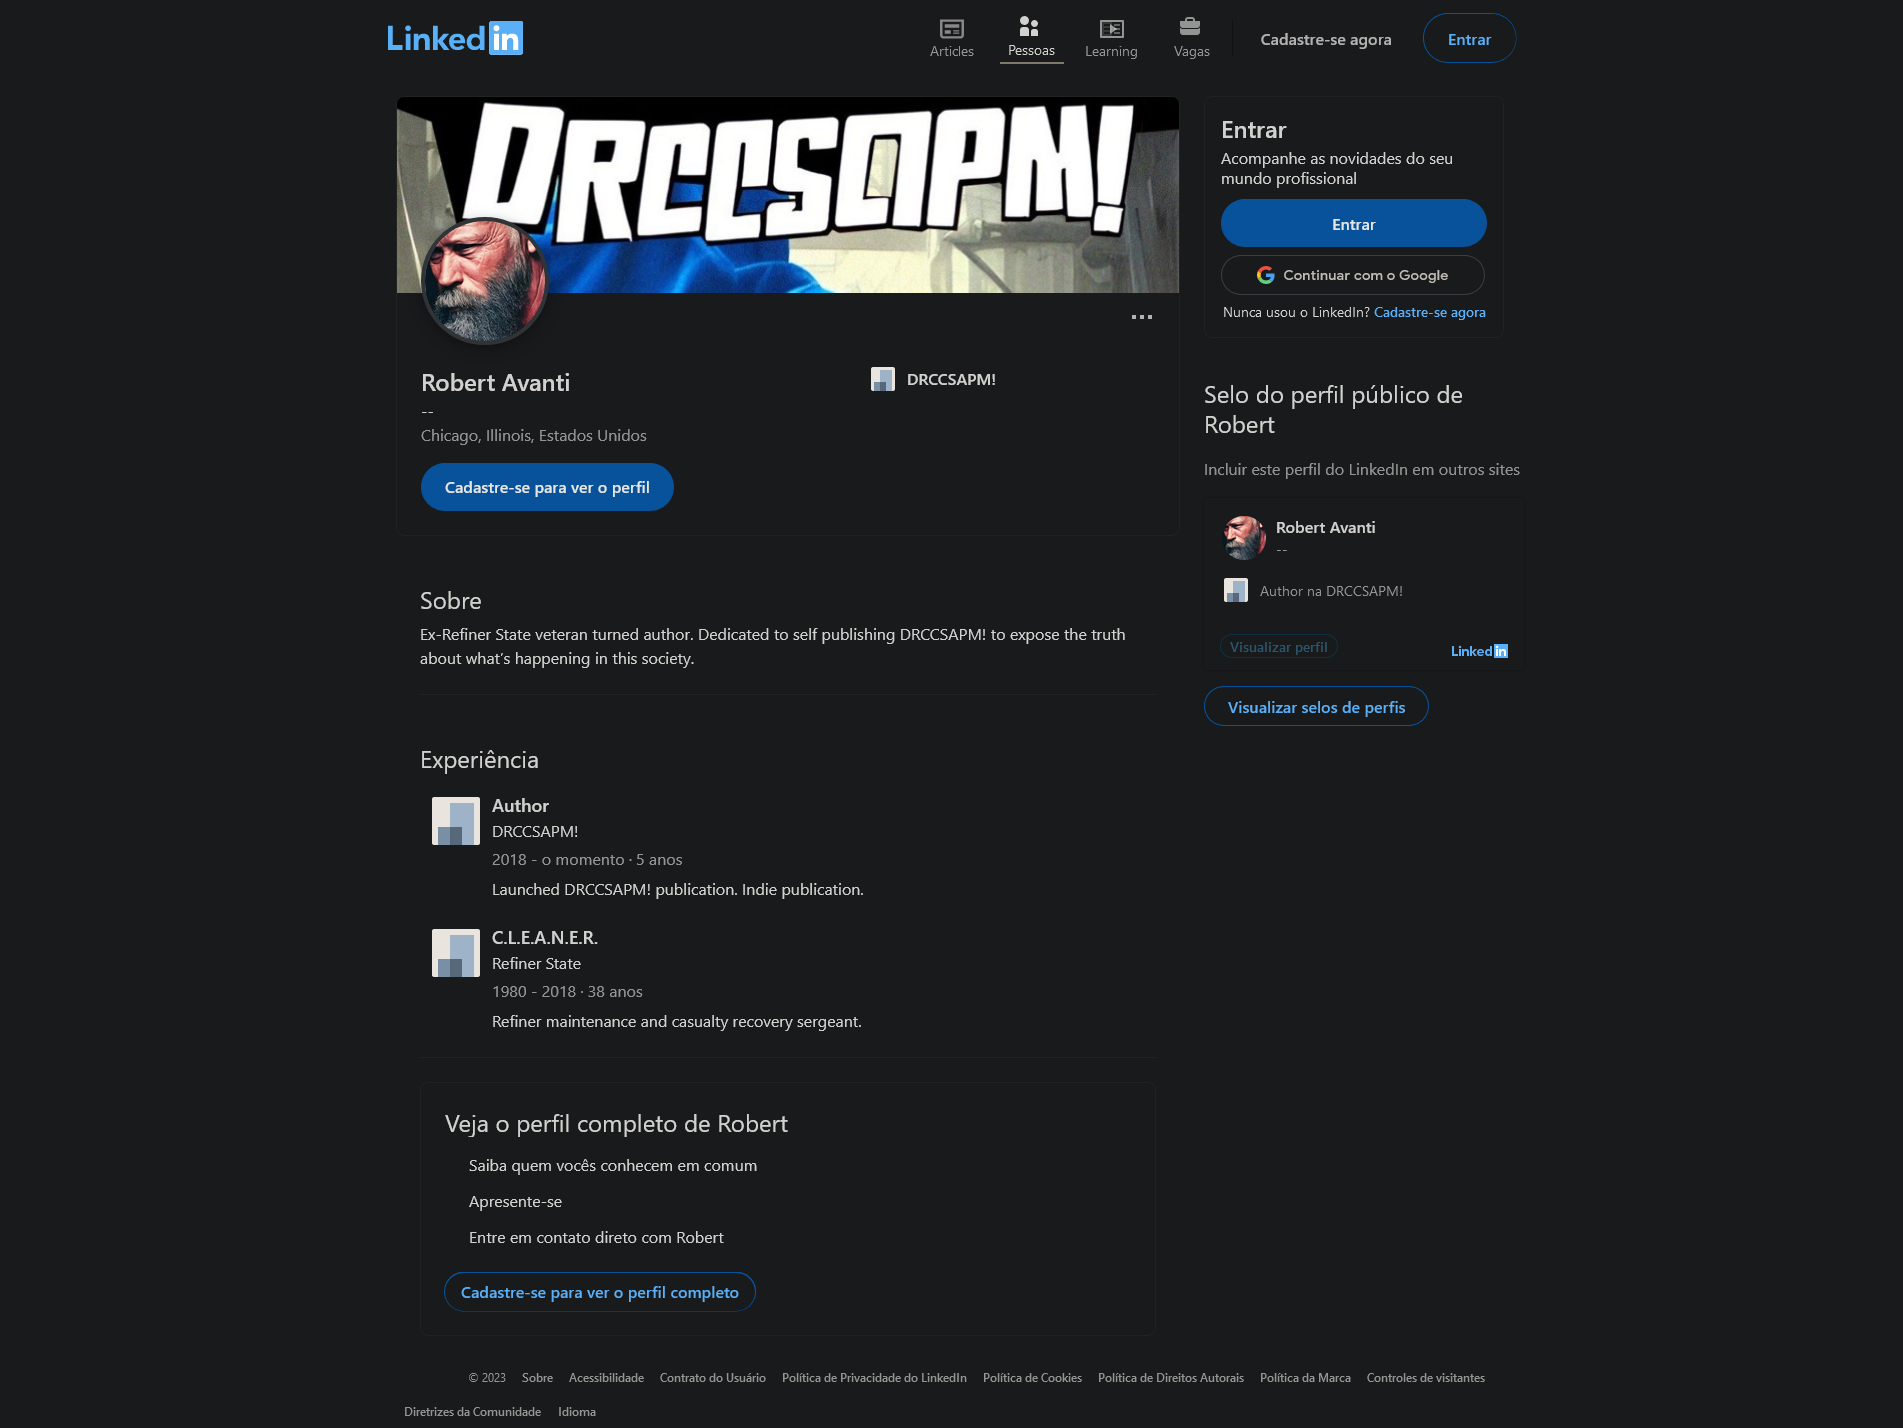 Linked in
Articles
Pessoas
Learning
Vagas
Cadastre-se agora
Entrar
DRCCSAPM!
Robert Avanti
--
Chicago, Illinois, Estados Unidos
DRCCSAPM!
Cadastre-se para ver o perfil
Sobre
Ex-Refiner State veteran turned author. Dedicated to self publishing DRCCSAPM! to expose the truth
about what’s happening in this society.
Experiência
Author
DRCCSAPM!
2018 - o momento · 5 anos
Launched DRCCSAPM! publication. Indie publication.
C.L.E.A.N.E.R.
Refiner State
1980 - 2018 · 38 anos
Refiner maintenance and casualty recovery sergeant.
Veja o perfil completo de Robert
Saiba quem vocês conhecem em comum
Apresente-se
Entre em contato direto com Robert
Cadastre-se para ver o perfil completo
Entrar
Acompanhe as novidades do seu
mundo profissional
Entrar
Continuar com o Google
Nunca usou o LinkedIn? Cadastre-se agora
Selo do perfil público de
Robert
Incluir este perfil do LinkedIn em outros sites
Robert Avanti
--
Author na DRCCSAPM!
Visualizar perfil
Linked in
Visualizar selos de perfis
© 2023 Sobre Acessibilidade Contrato do Usuário Política de Privacidade do LinkedIn Política de Cookies Política de Direitos Autorais Política da Marca Controles de visitantes
Diretrizes da Comunidade Idioma